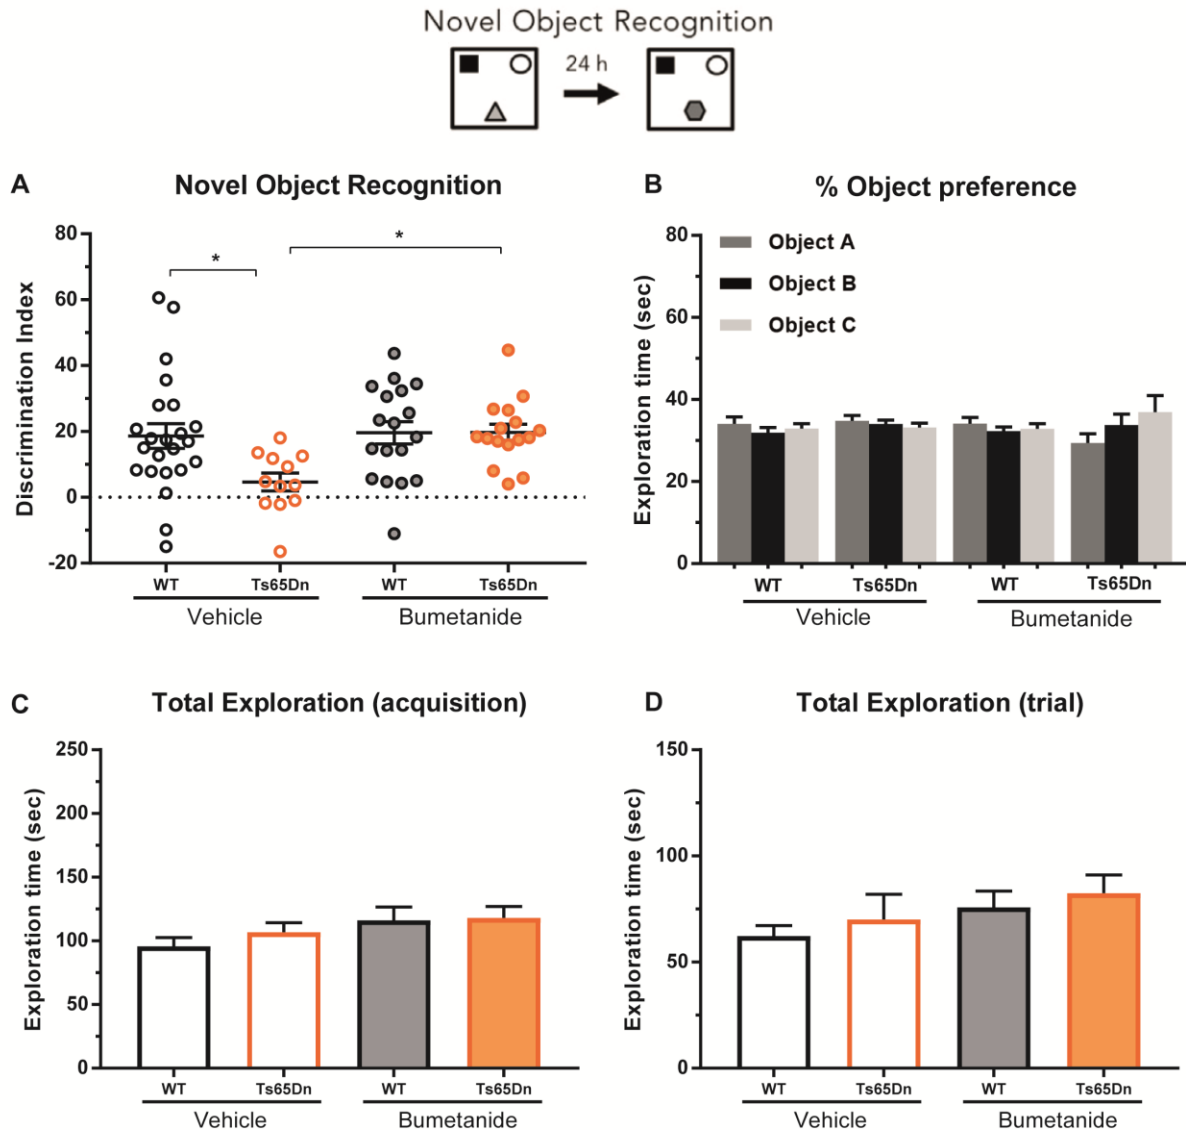 Novel Object Recognition
24 h
A
Novel Object Recognition
Discrimination Index
80
60
40
20
0
-20
*
*
WT
Ts65Dn
WT
Ts65Dn
Vehicle
Bumetanide
B
% Object preference
Exploration time (sec)
80
60
40
20
0
Object A
Object B
Object C
WT
Ts65Dn
WT
Ts65Dn
Vehicle
Bumetanide
C
Total Exploration (acquisition)
Exploration time (sec)
250
200
150
100
50
0
WT
Ts65Dn
WT
Ts65Dn
Vehicle
Bumetanide
D
Total Exploration (trial)
Exploration time (sec)
150
100
50
0
WT
Ts65Dn
WT
Ts65Dn
Vehicle
Bumetanide